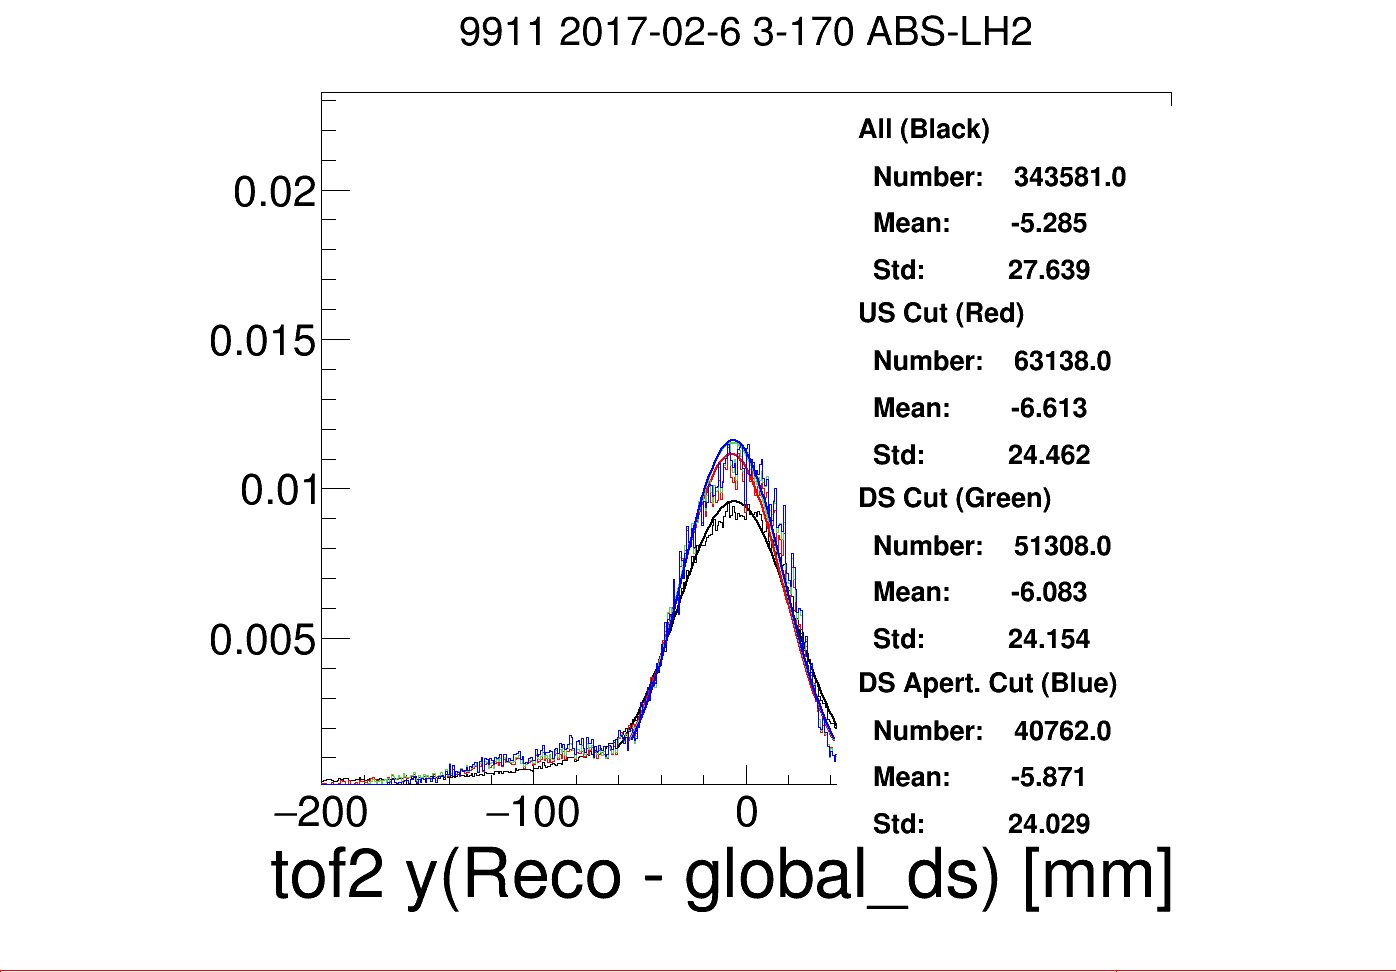 9911 2017-02-6 3-170 ABS-LH2
All (Black)
Number: 343581.0
Mean: -5.285
Std: 27.639
US Cut (Red)
Number: 63138.0
Mean: -6.613
Std: 24.462
DS Cut (Green)
Number: 51308.0
Mean: -6.083
Std: 24.154
DS Apert. Cut (Blue)
Number: 40762.0
Mean: -5.871
Std: 24.029
0.02
0.015
0.01
0.005
−200 −100 0
tof2 y(Reco - global_ds) [mm]